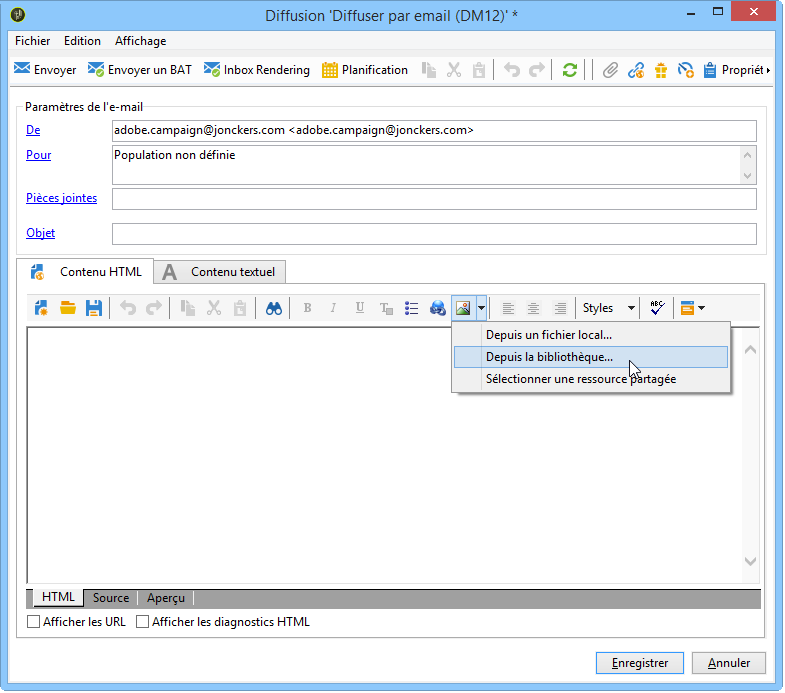 Diffusion 'Diffuser par email (DM12)' *
Fichier Edition Affichage
Envoyer Envoyer un BAT Inbox Rendering Planification Propriét
Paramètres de l'e-mail
De adobe.campaign@jonckers.com <adobe.campaign@jonckers.com>
Pour Population non définie
Pièces jointes
Objet
Contenu HTML A Contenu textuel
B I U T Styles ABC
Depuis un fichier local...
Depuis la bibliothèque...
Sélectionner une ressource partagée
HTML Source Aperçu
Afficher les URL Afficher les diagnostics HTML
Enregistrer Annuler